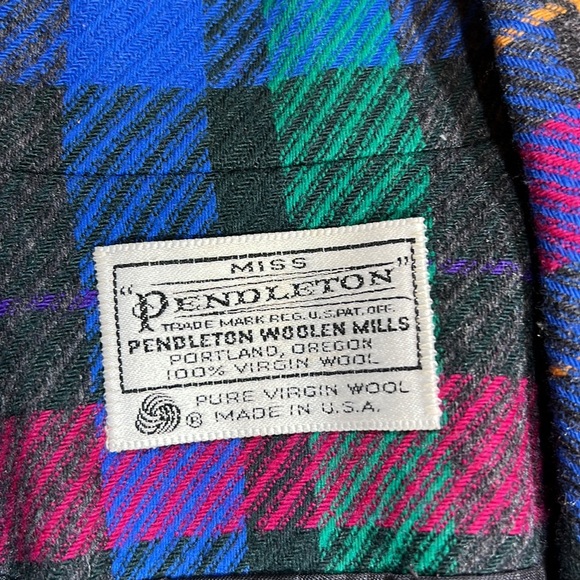 MISS
"PENDLETON"
TRADE MARK REG. U.S. PAT. OFF.
PENDLETON WOOLEN MILLS
PORTLAND, OREGON
100% VIRGIN WOOL
PURE VIRGIN WOOL
® MADE IN U.S.A.